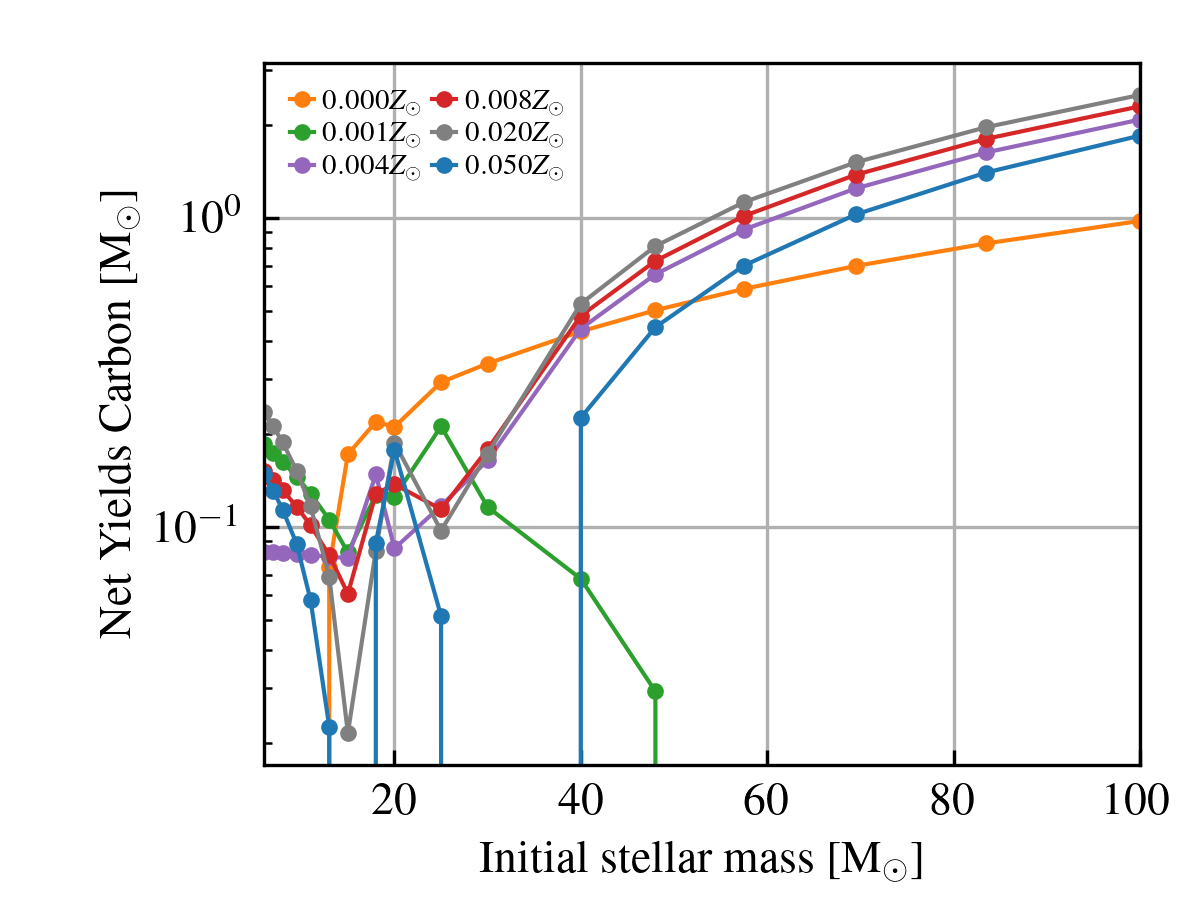 0.000Z☉ 0.008Z☉
0.001Z☉ 0.020Z☉
0.004Z☉ 0.050Z☉
10⁰
10⁻¹
Net Yields Carbon [M☉]
20 40 60 80 100
Initial stellar mass [M☉]